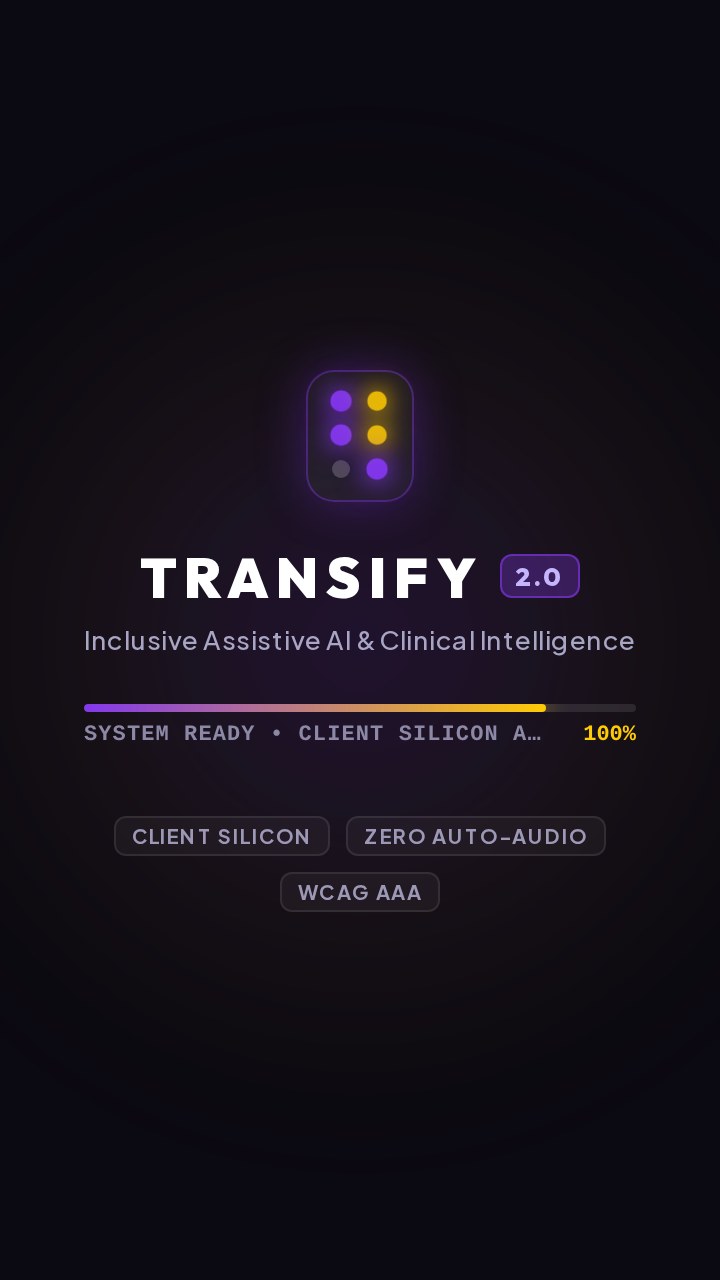 TRANSIFY 2.0
Inclusive Assistive AI & Clinical Intelligence
SYSTEM READY • CLIENT SILICON A… 100%
CLIENT SILICON ZERO AUTO-AUDIO
WCAG AAA